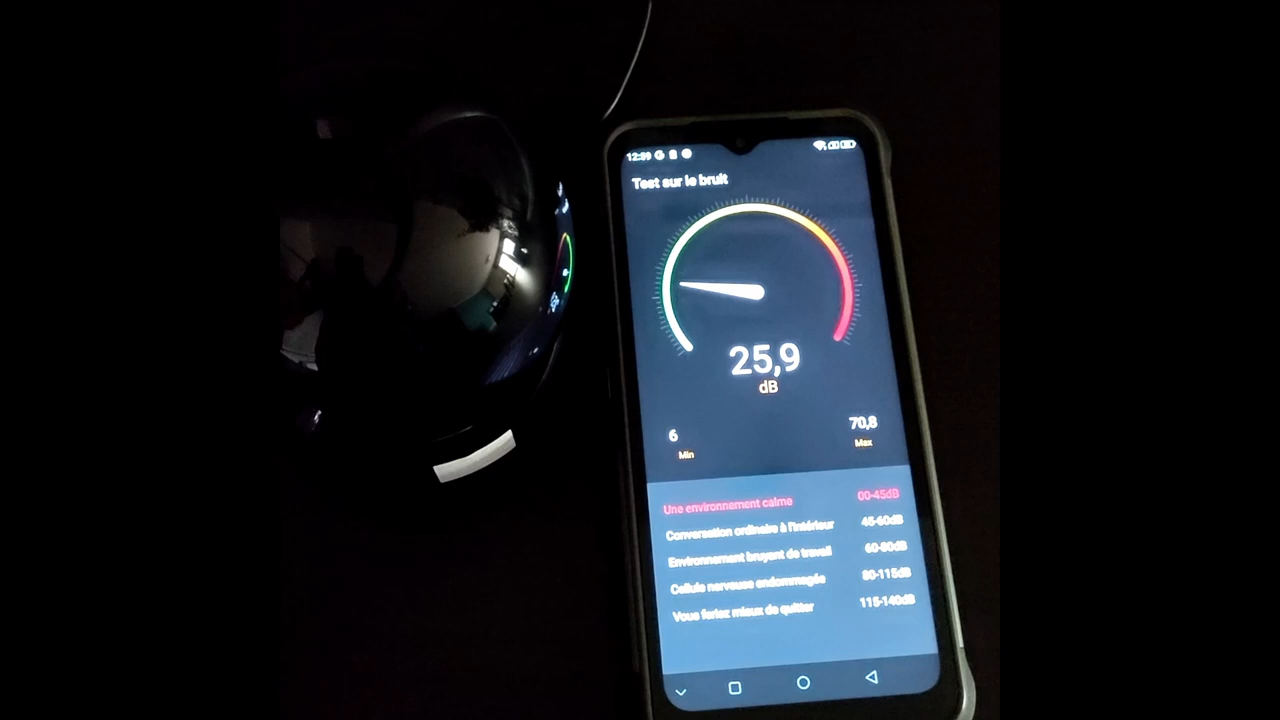 12:59
Test sur le bruit
25,9
dB
6 70,8
Min Max
Une environnement calme 00-45dB
Conversation ordinaire à l'intérieur 45-60dB
Environnement bruyant de travail 60-80dB
Cellule nerveuse endommagée 80-115dB
Vous feriez mieux de quitter 115-140dB